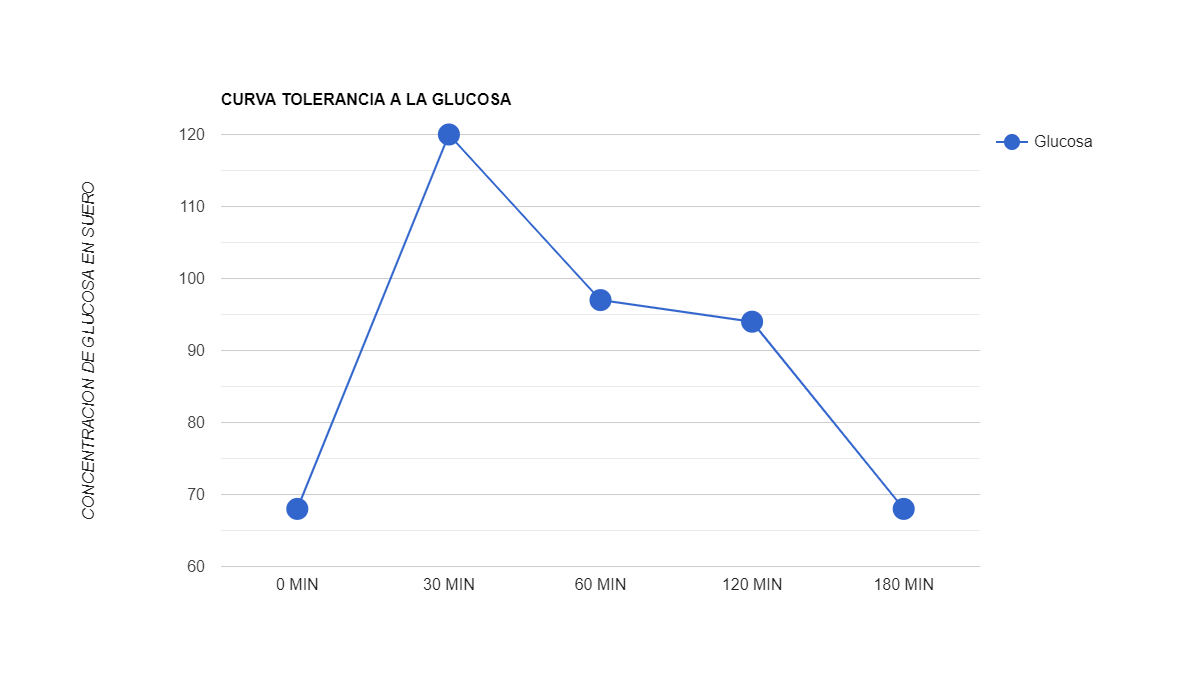 CURVA TOLERANCIA A LA GLUCOSA
Glucosa
CONCENTRACION DE GLUCOSA EN SUERO
120
110
100
90
80
70
60
0 MIN
30 MIN
60 MIN
120 MIN
180 MIN